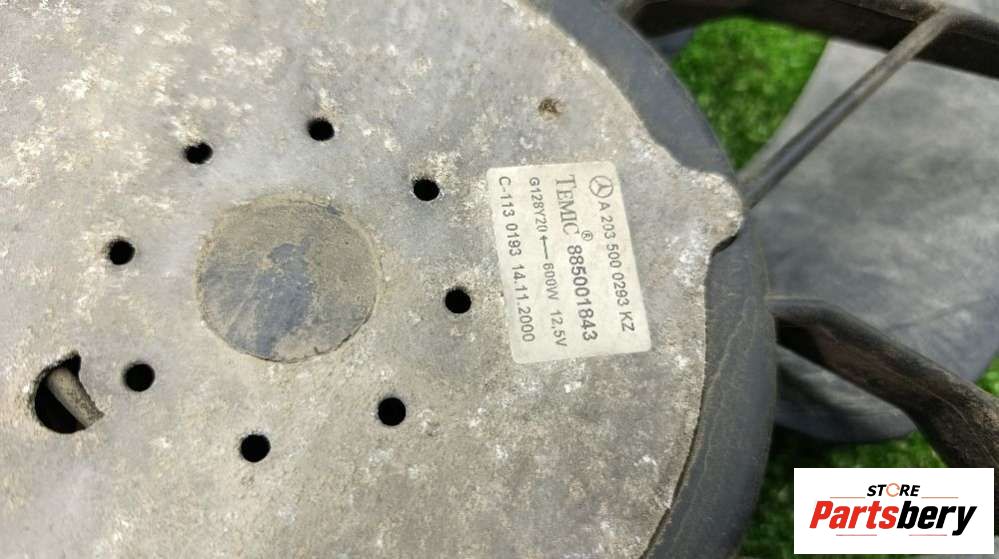 A 203 500 0293 KZ
TEMIC® 885001843
G128Y20 ← 600W 12,5V
C-113 0193 14.11.2000
STORE
Partsbery